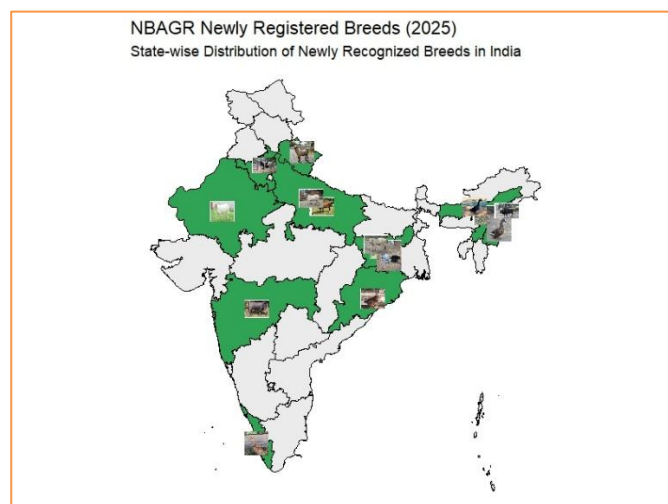 NBAGR Newly Registered Breeds (2025)
State-wise Distribution of Newly Recognized Breeds in India